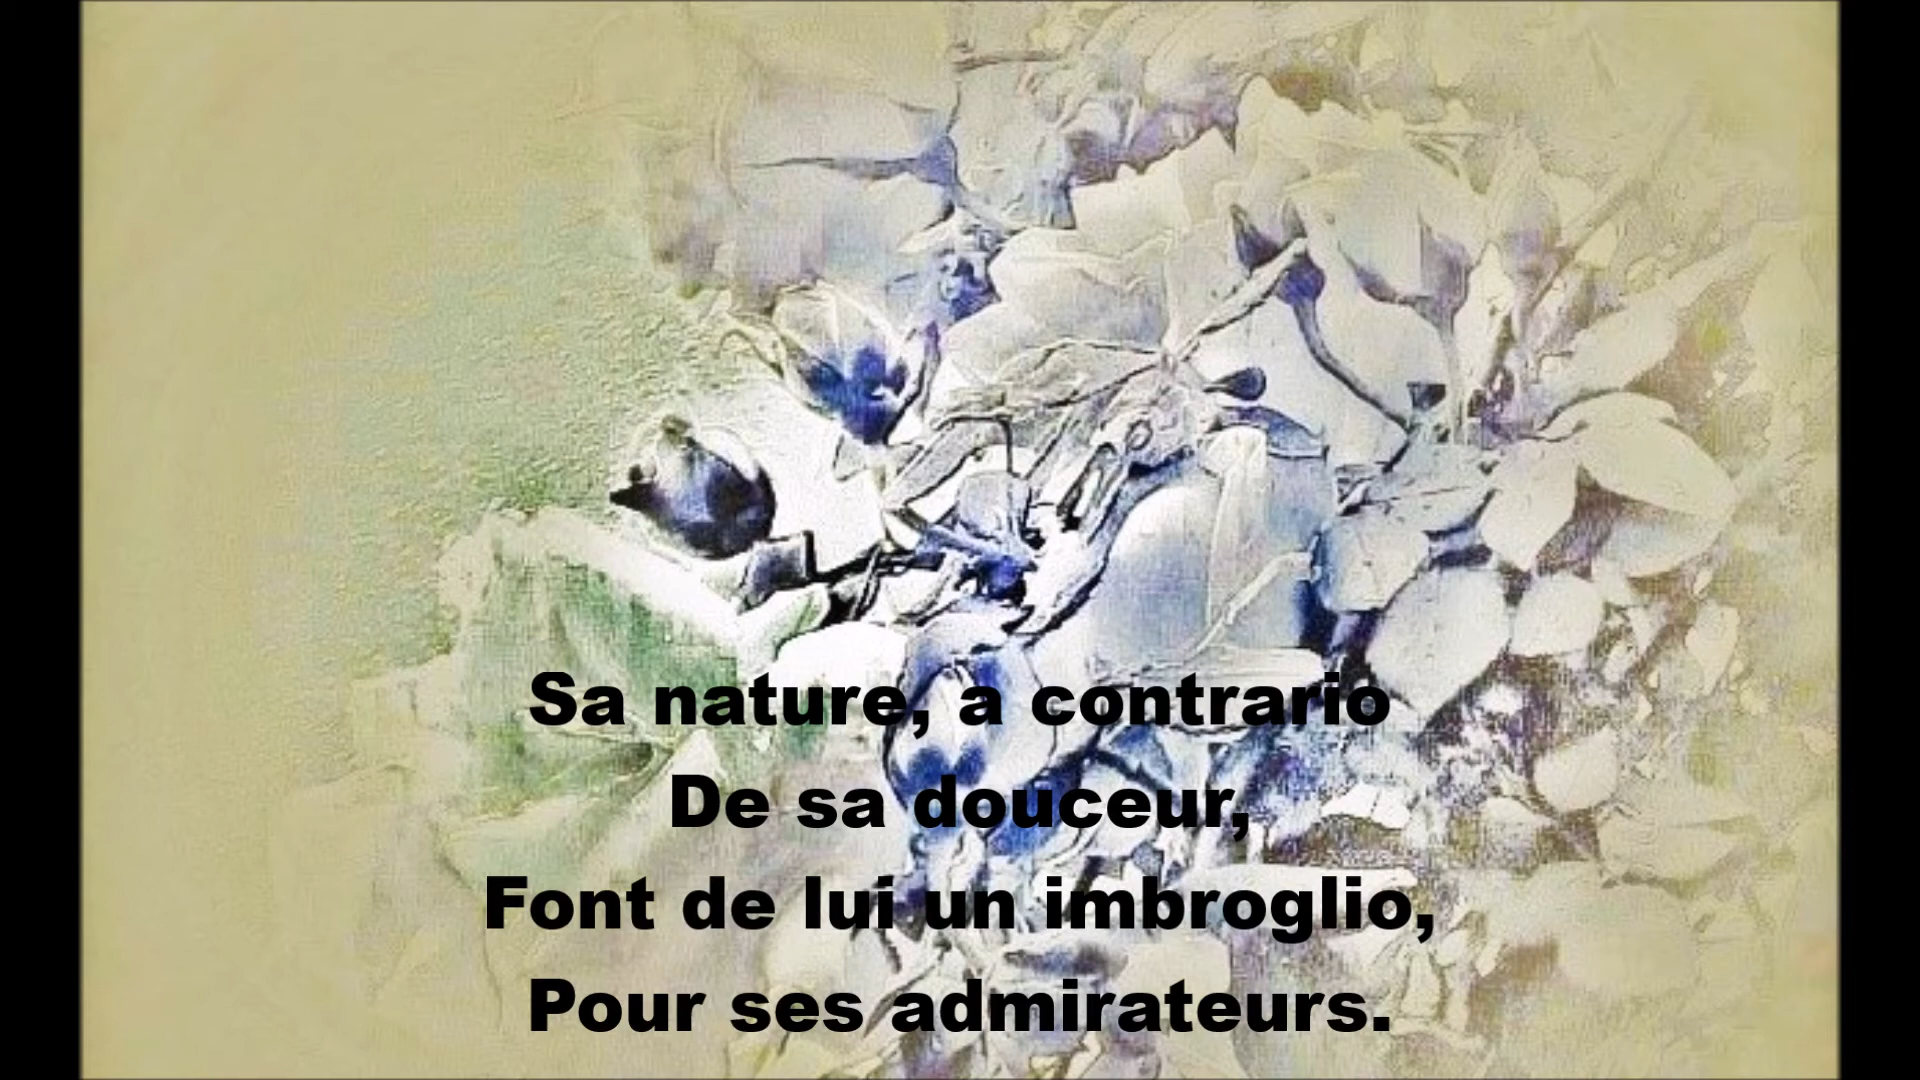 Sa nature, a contrario
De sa douceur,
Font de lui un imbroglio,
Pour ses admirateurs.